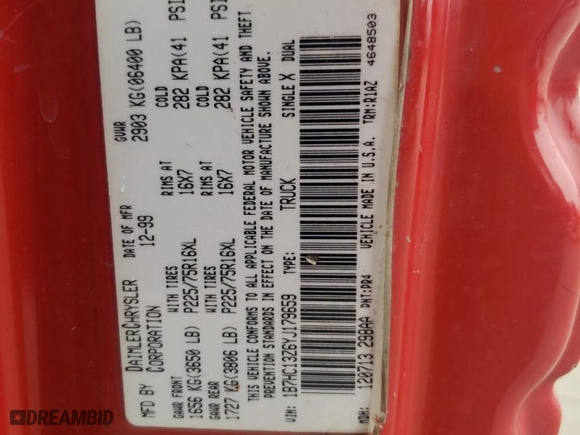 MFD BY DAIMLERCHRYSLER CORPORATION
DATE OF MFR 12-99
GVWR 2903 KG(06400 LB)
GAWR FRONT 1656 KG(3650 LB)
WITH TIRES P225/75R16XL
RIMS AT 16X7
COLD 282 KPA(41 PSI
GAWR REAR 1727 KG(3806 LB)
WITH TIRES P225/75R16XL
RIMS AT 16X7
COLD 282 KPA(41 PSI
THIS VEHICLE CONFORMS TO ALL APPLICABLE FEDERAL MOTOR VEHICLE SAFETY AND THEFT
PREVENTION STANDARDS IN EFFECT ON THE DATE OF MANUFACTURE SHOWN ABOVE.
VIN: 1B7HC13Z6YJ179659 TYPE: TRUCK SINGLE X DUAL
MDH: 120713 298AA PNT:PR4 VEHICLE MADE IN U.S.A. TRM:R1AZ 4648503
AUTOBIDCAR